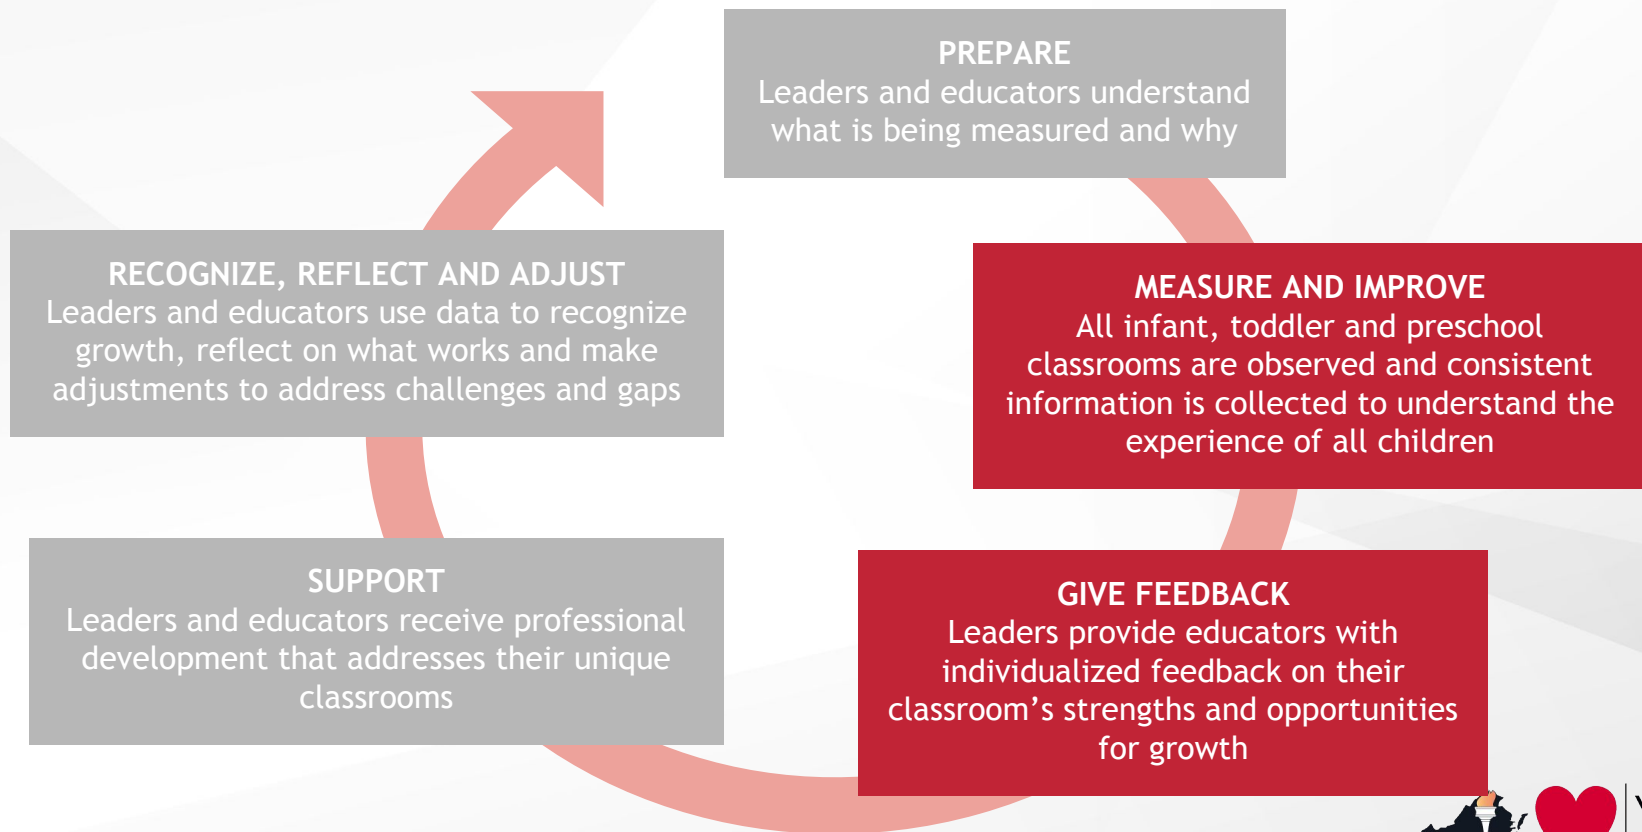 PREPARE
Leaders and educators understand
what is being measured and why
MEASURE AND IMPROVE
All infant, toddler and preschool
classrooms are observed and consistent
information is collected to understand the
experience of all children
GIVE FEEDBACK
Leaders provide educators with
individualized feedback on their
classroom’s strengths and opportunities
for growth
SUPPORT
Leaders and educators receive professional
development that addresses their unique
classrooms
RECOGNIZE, REFLECT AND ADJUST
Leaders and educators use data to recognize
growth, reflect on what works and make
adjustments to address challenges and gaps